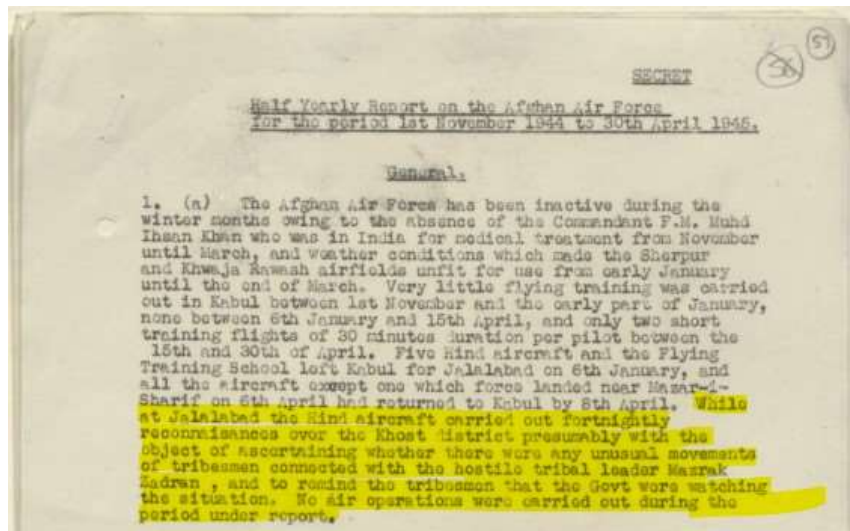 57
36
SECRET
Half Yearly Report on the Afghan Air Force
for the period 1st November 1944 to 30th April 1945.
General.
1. (a) The Afghan Air Force has been inactive during the
winter months owing to the absence of the Commandant F.M. Muhd
Ihsan Khan who was in India for medical treatment from November
until March, and weather conditions which made the Sherpur
and Khwaja Rawash airfields unfit for use from early January
until the end of March. Very little flying training was carried
out in Kabul between 1st November and the early part of January,
none between 6th January and 15th April, and only two short
training flights of 30 minutes duration per pilot between the
15th and 30th of April. Five Hind aircraft and the Flying
Training School left Kabul for Jalalabad on 6th January, and
all the aircraft except one which force landed near Mazar-i-
Sharif on 6th April had returned to Kabul by 8th April. While
at Jalalabad the Hind aircraft carried out fortnightly
reconnaisances over the Khost district presumably with the
object of ascertaining whether there were any unusual movements
of tribesmen connected with the hostile tribal leader Mazrak
Zadran , and to remind the tribesmen that the Govt were watching
the situation. No air operations were carried out during the
period under report.